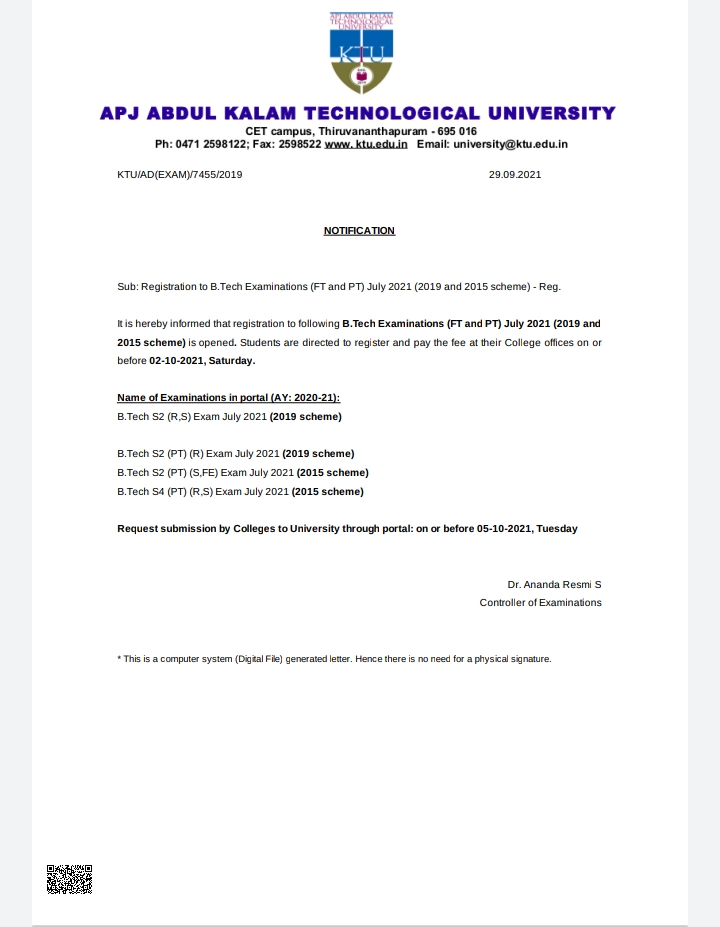 APJ ABDUL KALAM
TECHNOLOGICAL
UNIVERSITY
KTU
APJ ABDUL KALAM TECHNOLOGICAL UNIVERSITY
CET campus, Thiruvananthapuram - 695 016
Ph: 0471 2598122; Fax: 2598522 www. ktu.edu.in Email: university@ktu.edu.in
KTU/AD(EXAM)/7455/2019 29.09.2021
NOTIFICATION
Sub: Registration to B.Tech Examinations (FT and PT) July 2021 (2019 and 2015 scheme) - Reg.
It is hereby informed that registration to following B.Tech Examinations (FT and PT) July 2021 (2019 and
2015 scheme) is opened. Students are directed to register and pay the fee at their College offices on or
before 02-10-2021, Saturday.
Name of Examinations in portal (AY: 2020-21):
B.Tech S2 (R,S) Exam July 2021 (2019 scheme)
B.Tech S2 (PT) (R) Exam July 2021 (2019 scheme)
B.Tech S2 (PT) (S,FE) Exam July 2021 (2015 scheme)
B.Tech S4 (PT) (R,S) Exam July 2021 (2015 scheme)
Request submission by Colleges to University through portal: on or before 05-10-2021, Tuesday
Dr. Ananda Resmi S
Controller of Examinations
* This is a computer system (Digital File) generated letter. Hence there is no need for a physical signature.